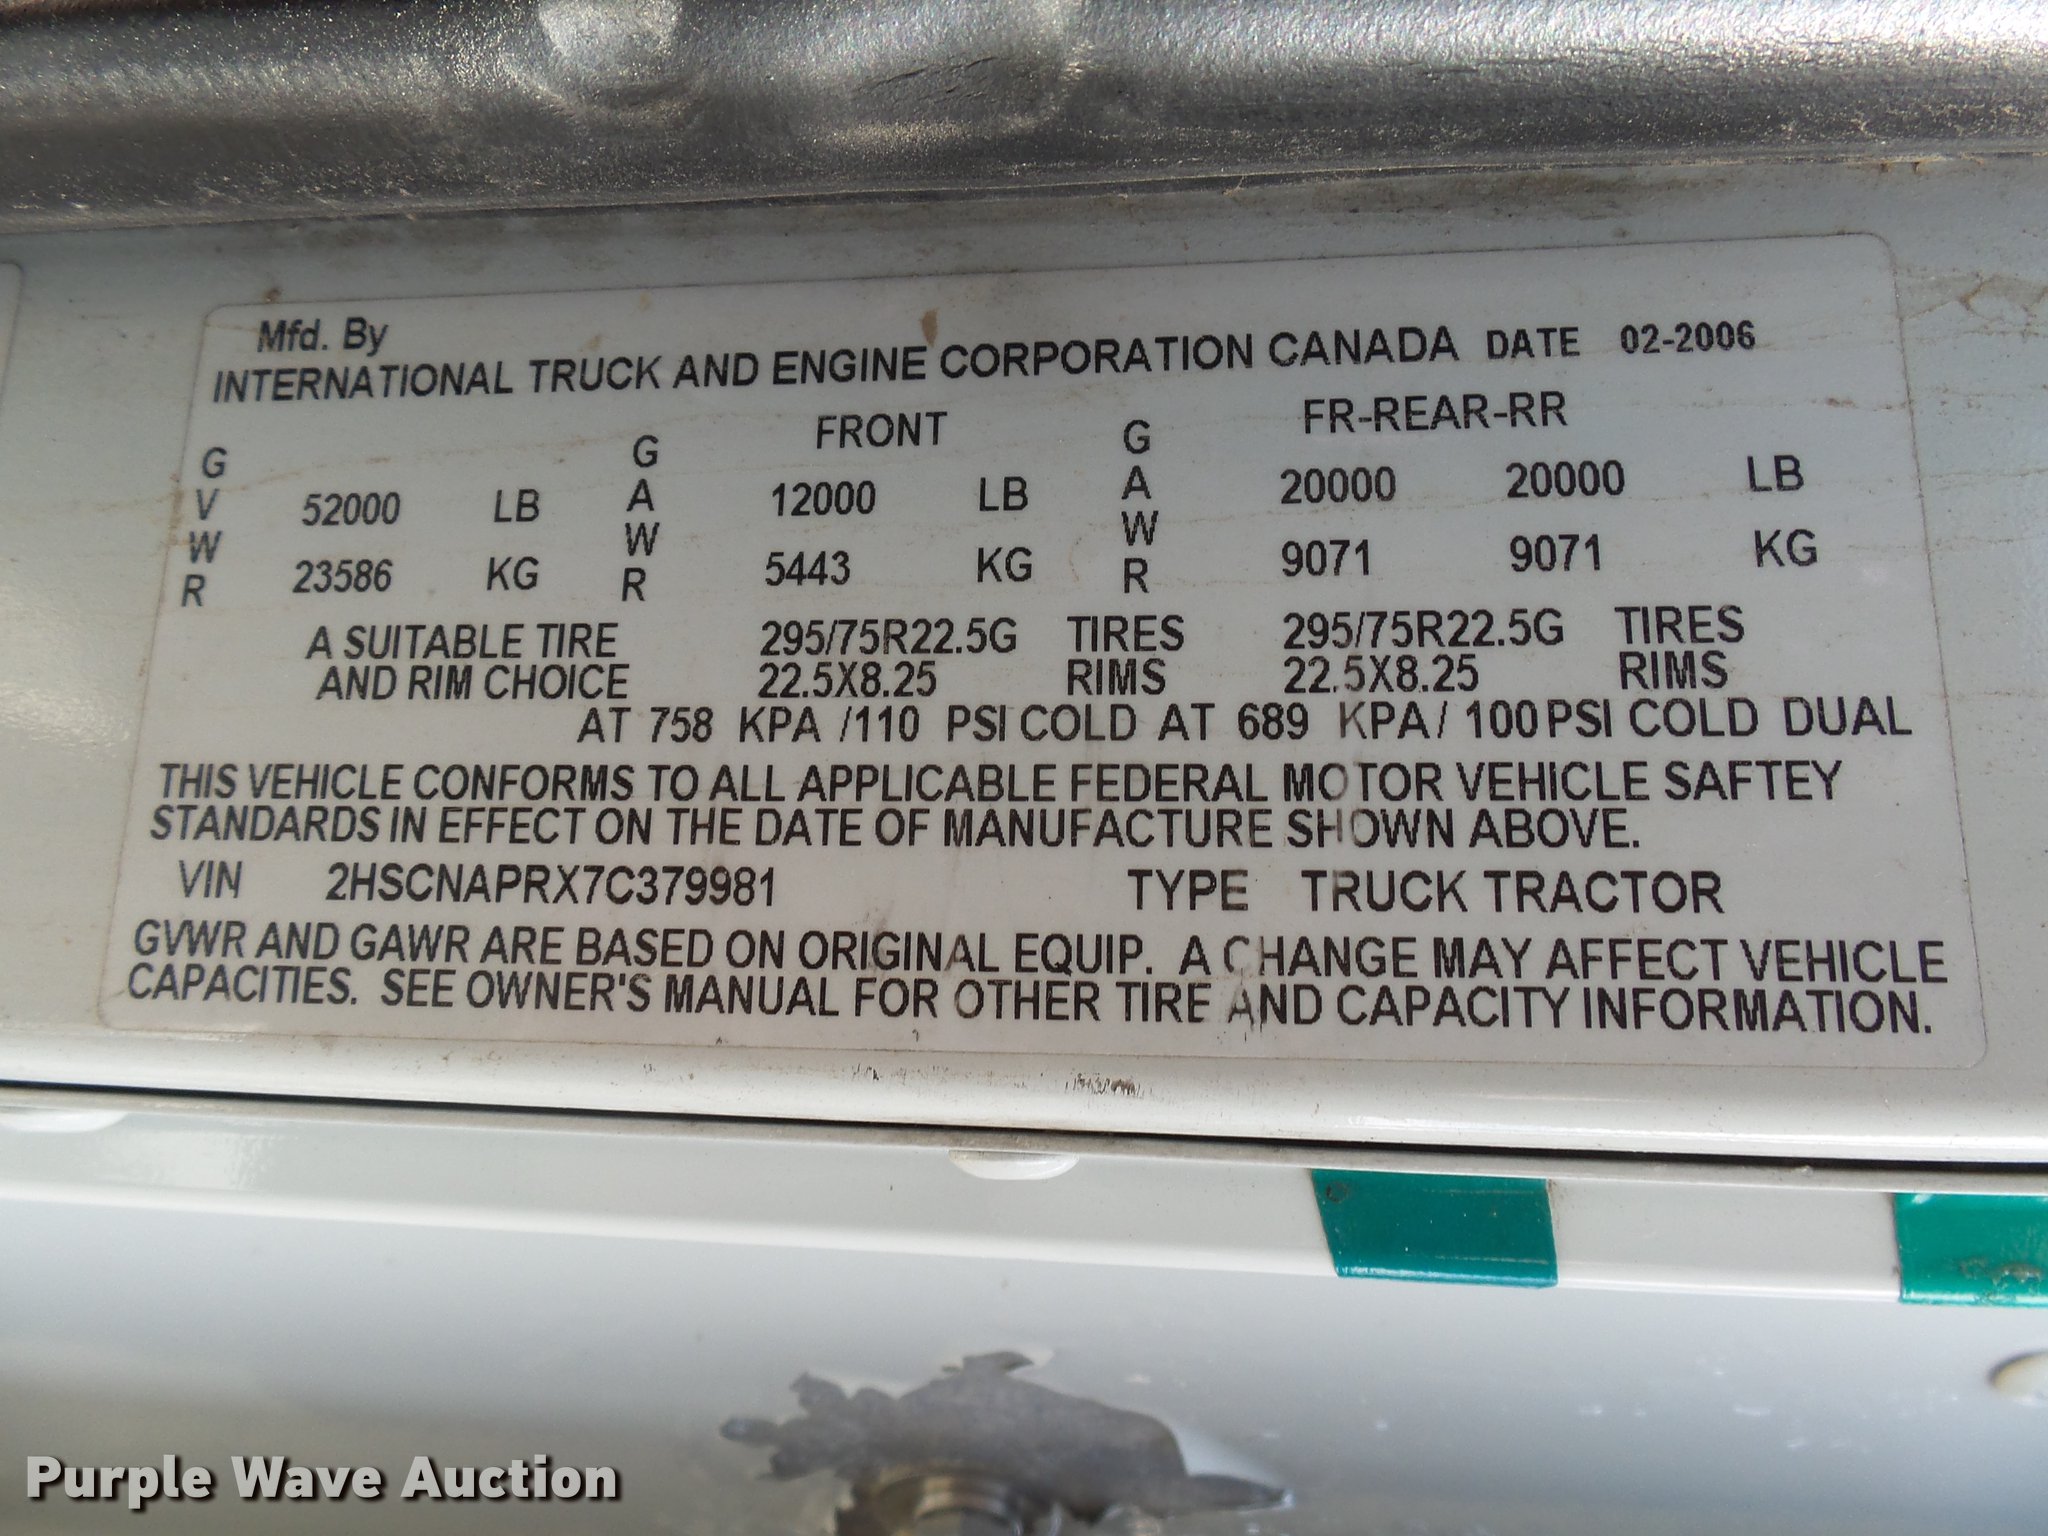 Mfd. By
INTERNATIONAL TRUCK AND ENGINE CORPORATION CANADA DATE 02-2006
FRONT FR-REAR-RR
GVWR 52000 LB GAWR 12000 LB GAWR 20000 20000 LB
23586 KG 5443 KG 9071 9071 KG
A SUITABLE TIRE 295/75R22.5G TIRES 295/75R22.5G TIRES
AND RIM CHOICE 22.5X8.25 RIMS 22.5X8.25 RIMS
AT 758 KPA /110 PSI COLD AT 689 KPA/ 100 PSI COLD DUAL
THIS VEHICLE CONFORMS TO ALL APPLICABLE FEDERAL MOTOR VEHICLE SAFTEY
STANDARDS IN EFFECT ON THE DATE OF MANUFACTURE SHOWN ABOVE.
VIN 2HSCNAPRX7C379981 TYPE TRUCK TRACTOR
GVWR AND GAWR ARE BASED ON ORIGINAL EQUIP. A CHANGE MAY AFFECT VEHICLE
CAPACITIES. SEE OWNER'S MANUAL FOR OTHER TIRE AND CAPACITY INFORMATION.
Purple Wave Auction